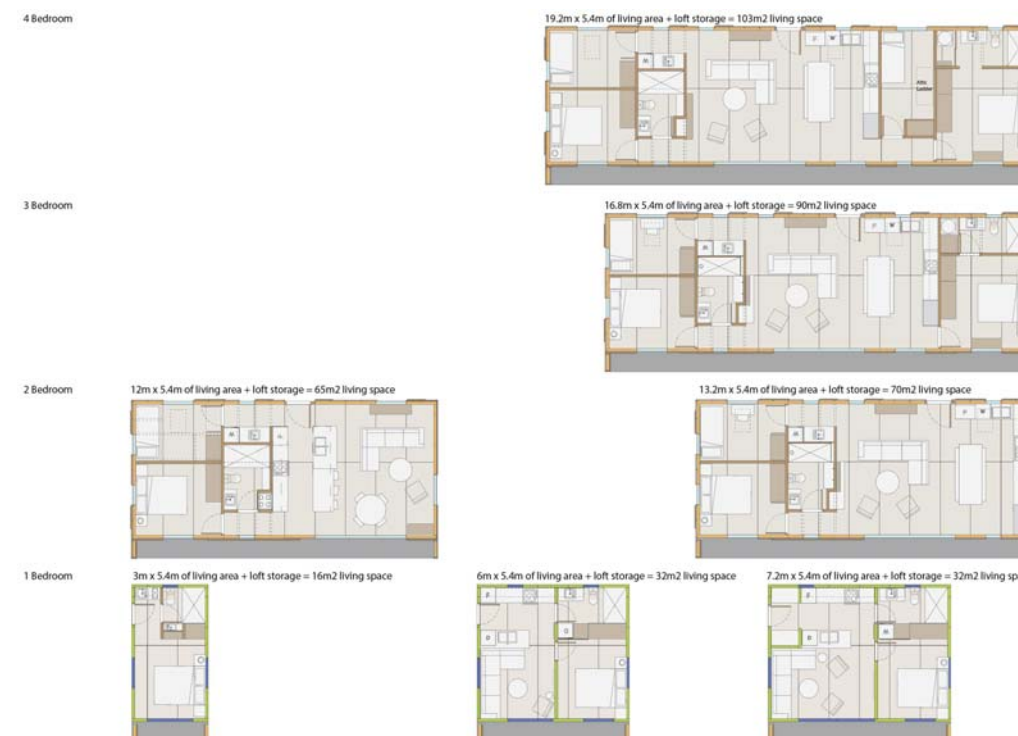 4 Bedroom
19.2m x 5.4m of living area + loft storage = 103m2 living space
Attic
Ladder
3 Bedroom
16.8m x 5.4m of living area + loft storage = 90m2 living space
2 Bedroom
12m x 5.4m of living area + loft storage = 65m2 living space
13.2m x 5.4m of living area + loft storage = 70m2 living space
1 Bedroom
3m x 5.4m of living area + loft storage = 16m2 living space
6m x 5.4m of living area + loft storage = 32m2 living space
7.2m x 5.4m of living area + loft storage = 32m2 living sp